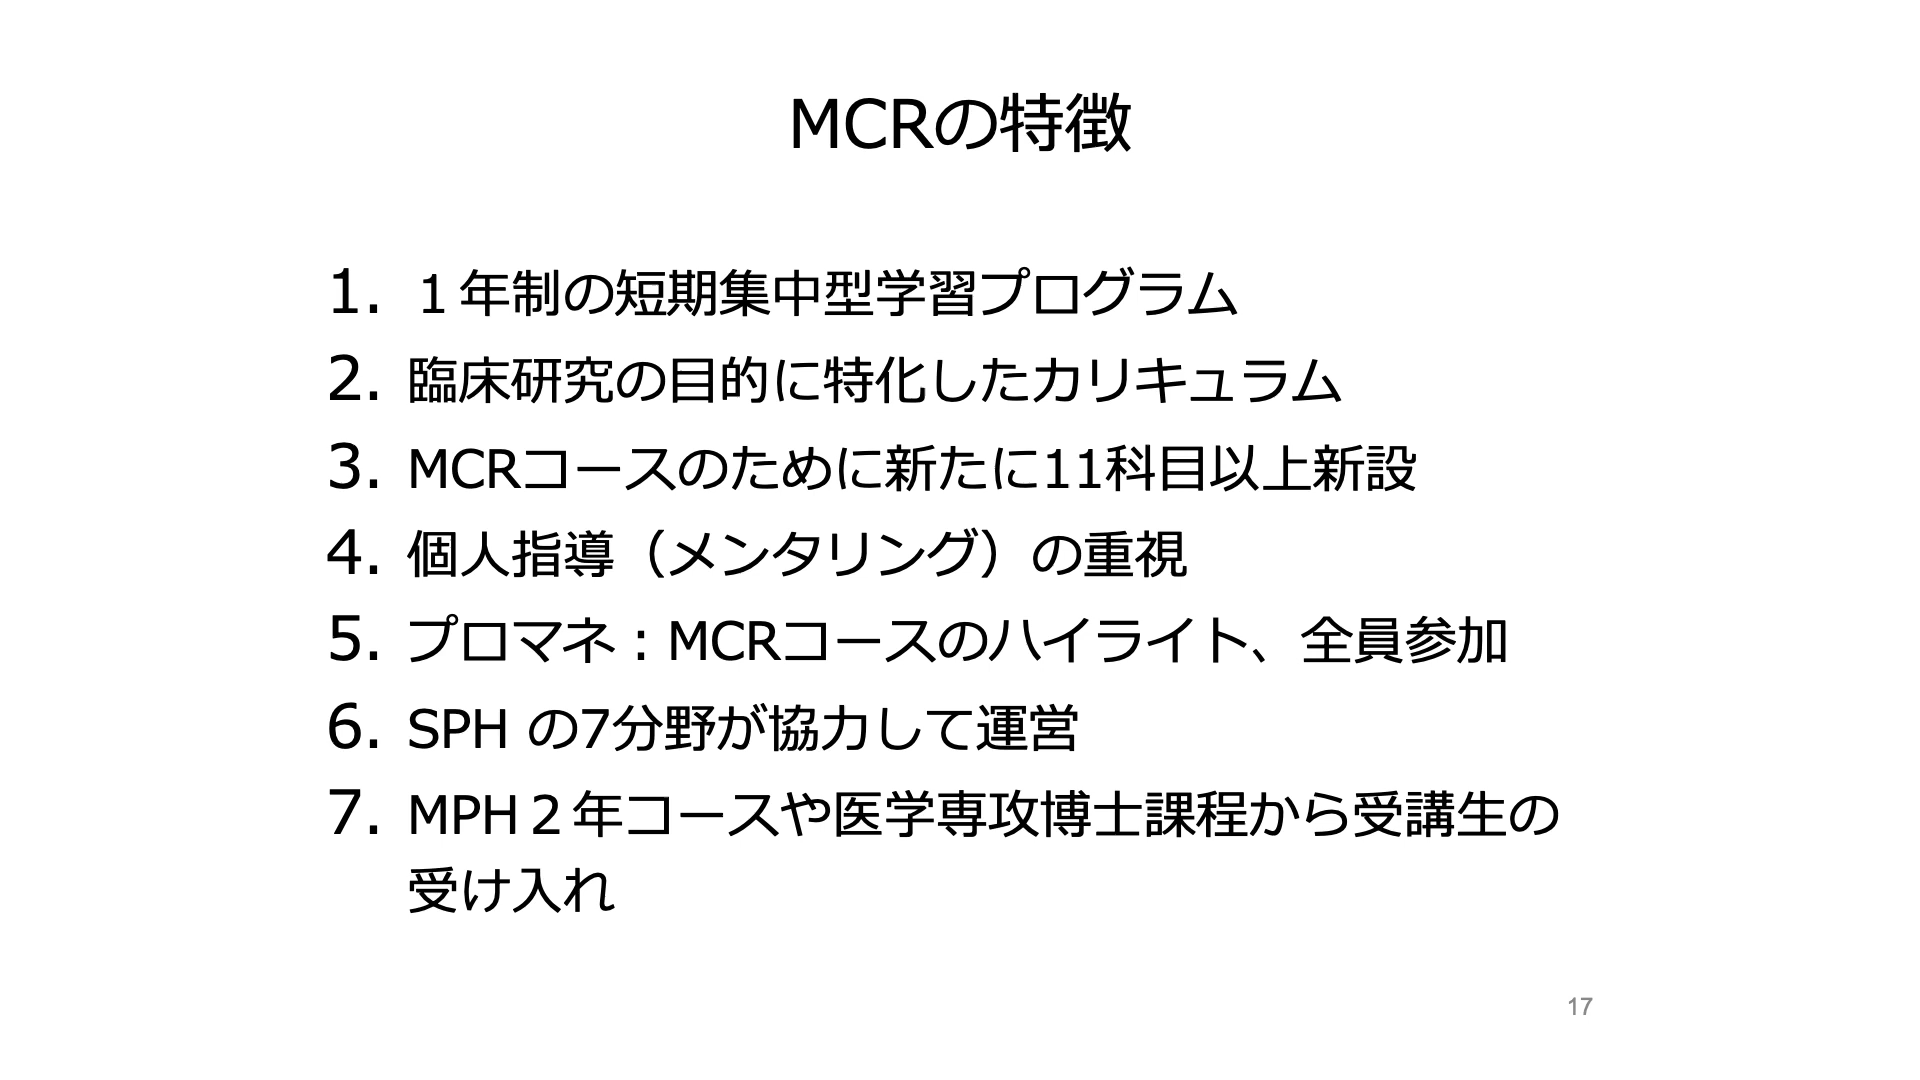 MCRの特徴
1. １年制の短期集中型学習プログラム
2. 臨床研究の目的に特化したカリキュラム
3. MCRコースのために新たに11科目以上新設
4. 個人指導（メンタリング）の重視
5. プロマネ：MCRコースのハイライト、全員参加
6. SPH の7分野が協力して運営
7. MPH２年コースや医学専攻博士課程から受講生の
受け入れ
17